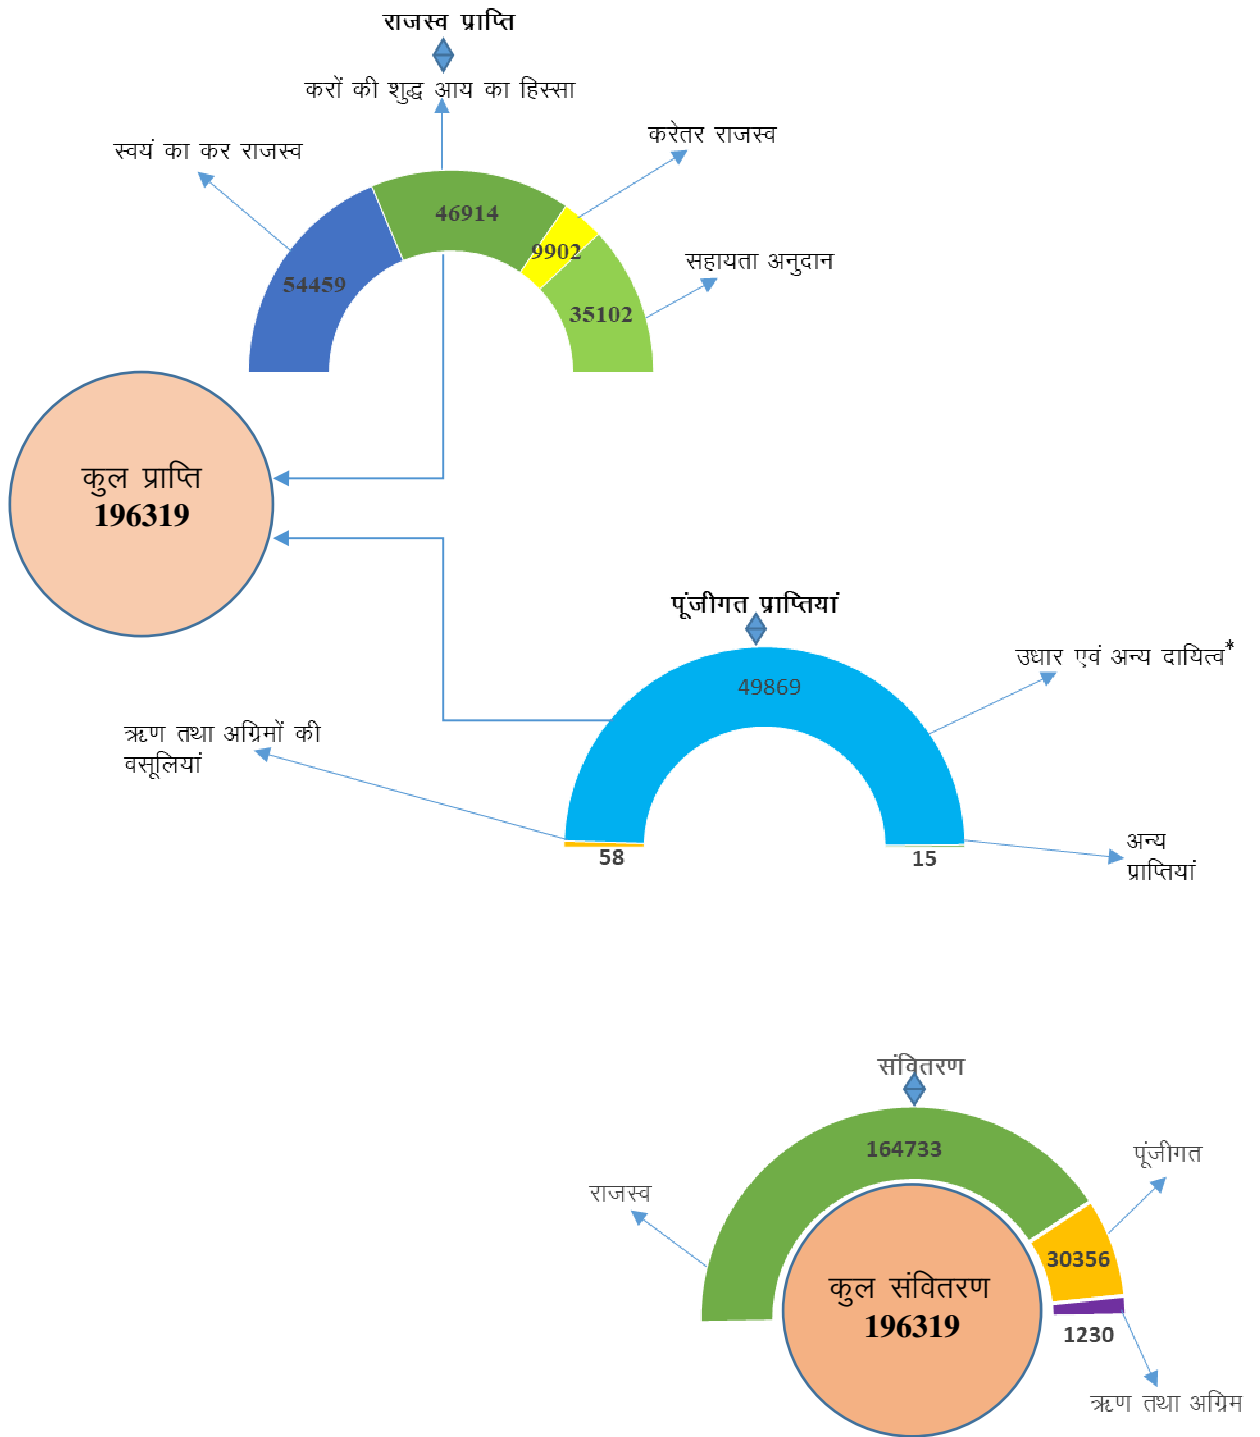 राजस्व प्राप्ति
करों की शुद्ध आय का हिस्सा
करेतर राजस्व
स्वयं का कर राजस्व
46914
9902
सहायता अनुदान
54459
35102
कुल प्राप्ति
196319
पूंजीगत प्राप्तियां
उधार एवं अन्य दायित्व*
49869
ऋण तथा अग्रिमों की
वसूलियां
58
15
अन्य
प्राप्तियां
संवितरण
164733
पूंजीगत
राजस्व
30356
कुल संवितरण
196319
1230
ऋण तथा अग्रिम